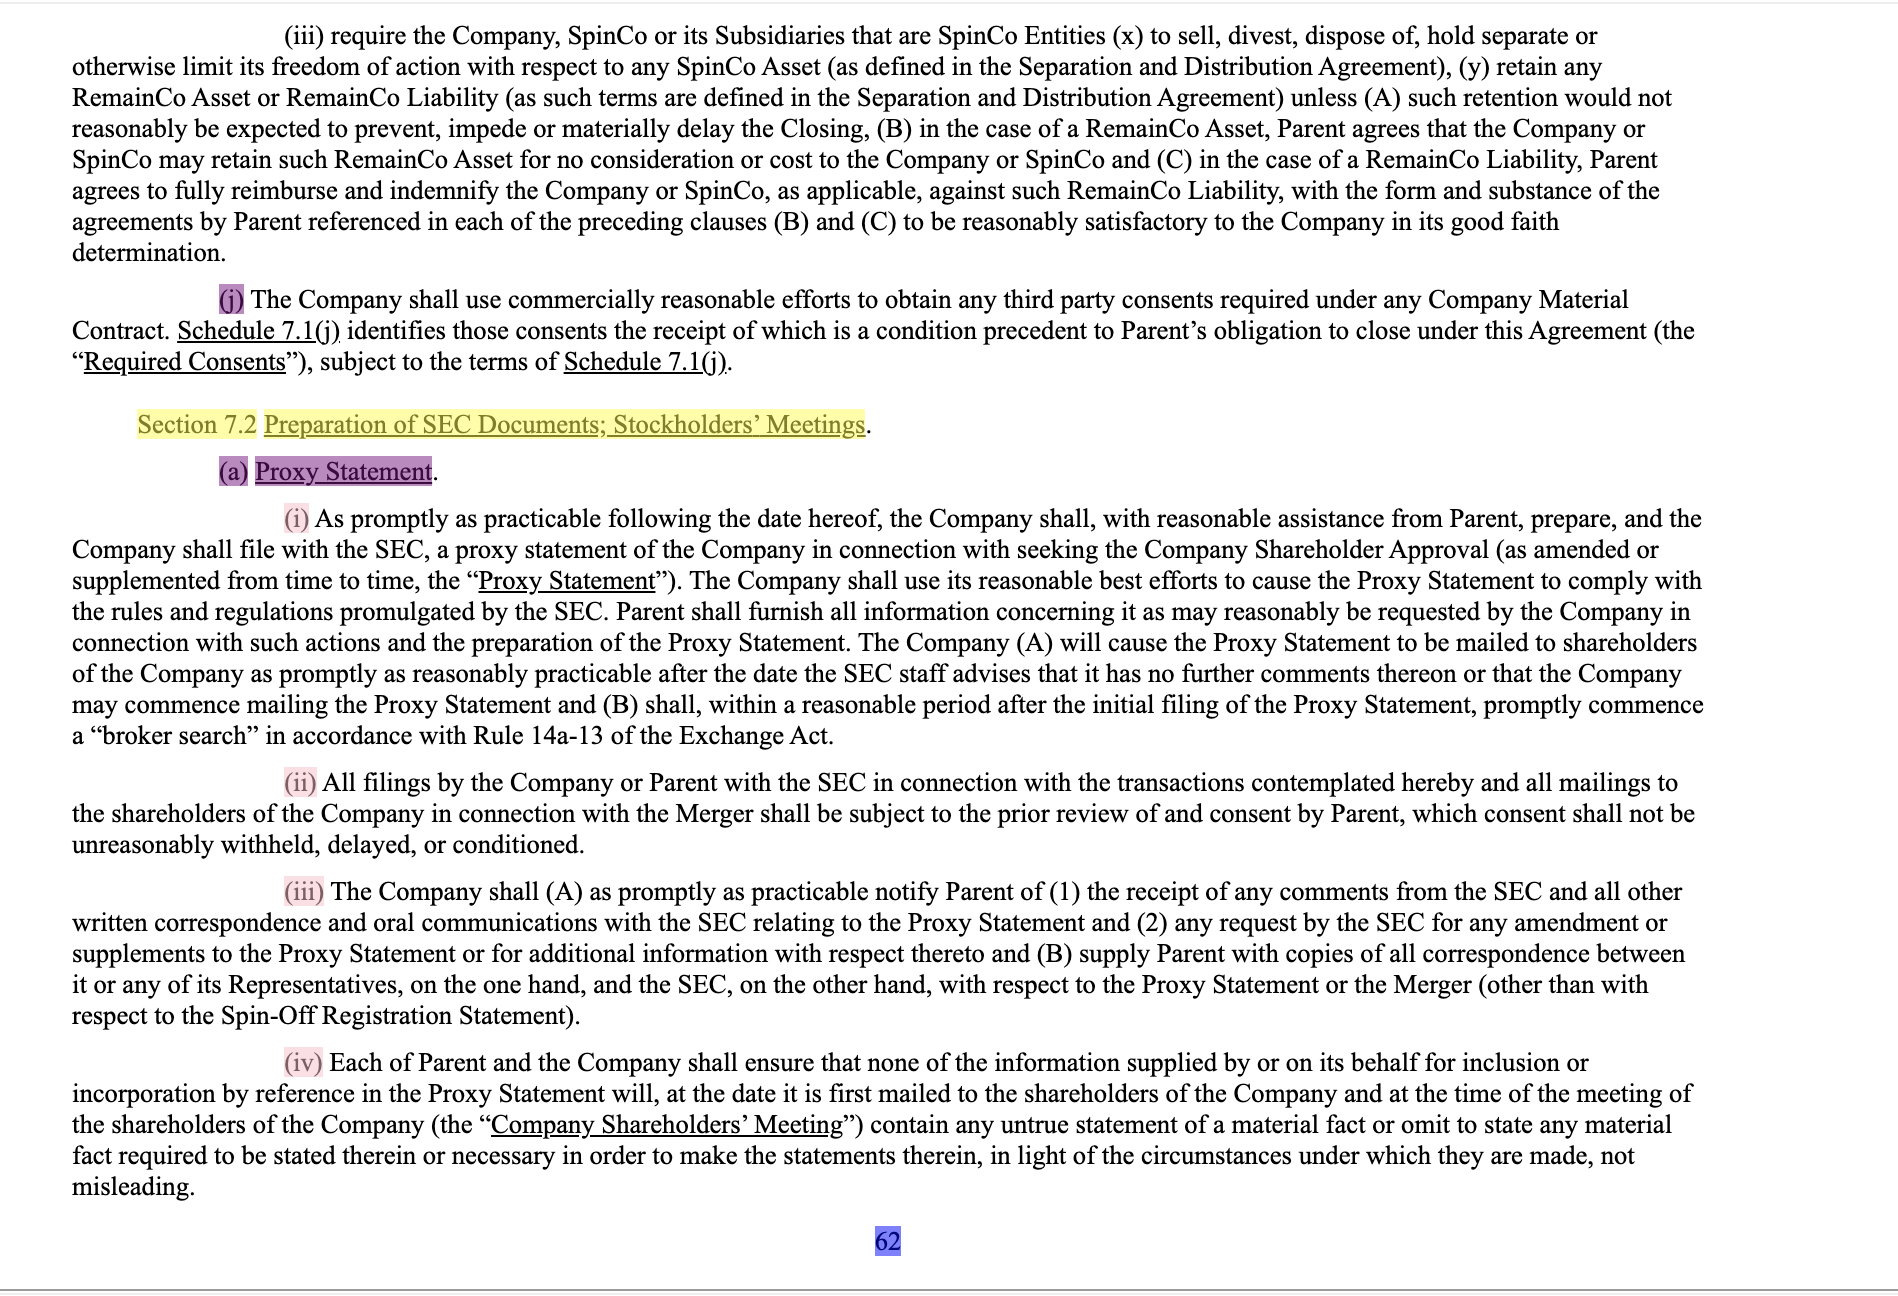 (iii) require the Company, SpinCo or its Subsidiaries that are SpinCo Entities (x) to sell, divest, dispose of, hold separate or
otherwise limit its freedom of action with respect to any SpinCo Asset (as defined in the Separation and Distribution Agreement), (y) retain any
RemainCo Asset or RemainCo Liability (as such terms are defined in the Separation and Distribution Agreement) unless (A) such retention would not
reasonably be expected to prevent, impede or materially delay the Closing, (B) in the case of a RemainCo Asset, Parent agrees that the Company or
SpinCo may retain such RemainCo Asset for no consideration or cost to the Company or SpinCo and (C) in the case of a RemainCo Liability, Parent
agrees to fully reimburse and indemnify the Company or SpinCo, as applicable, against such RemainCo Liability, with the form and substance of the
agreements by Parent referenced in each of the preceding clauses (B) and (C) to be reasonably satisfactory to the Company in its good faith
determination.
(j) The Company shall use commercially reasonable efforts to obtain any third party consents required under any Company Material
Contract. Schedule 7.1(j) identifies those consents the receipt of which is a condition precedent to Parent’s obligation to close under this Agreement (the
“Required Consents”), subject to the terms of Schedule 7.1(j).
Section 7.2 Preparation of SEC Documents; Stockholders’ Meetings.
(a) Proxy Statement.
(i) As promptly as practicable following the date hereof, the Company shall, with reasonable assistance from Parent, prepare, and the
Company shall file with the SEC, a proxy statement of the Company in connection with seeking the Company Shareholder Approval (as amended or
supplemented from time to time, the “Proxy Statement”). The Company shall use its reasonable best efforts to cause the Proxy Statement to comply with
the rules and regulations promulgated by the SEC. Parent shall furnish all information concerning it as may reasonably be requested by the Company in
connection with such actions and the preparation of the Proxy Statement. The Company (A) will cause the Proxy Statement to be mailed to shareholders
of the Company as promptly as reasonably practicable after the date the SEC staff advises that it has no further comments thereon or that the Company
may commence mailing the Proxy Statement and (B) shall, within a reasonable period after the initial filing of the Proxy Statement, promptly commence
a “broker search” in accordance with Rule 14a-13 of the Exchange Act.
(ii) All filings by the Company or Parent with the SEC in connection with the transactions contemplated hereby and all mailings to
the shareholders of the Company in connection with the Merger shall be subject to the prior review of and consent by Parent, which consent shall not be
unreasonably withheld, delayed, or conditioned.
(iii) The Company shall (A) as promptly as practicable notify Parent of (1) the receipt of any comments from the SEC and all other
written correspondence and oral communications with the SEC relating to the Proxy Statement and (2) any request by the SEC for any amendment or
supplements to the Proxy Statement or for additional information with respect thereto and (B) supply Parent with copies of all correspondence between
it or any of its Representatives, on the one hand, and the SEC, on the other hand, with respect to the Proxy Statement or the Merger (other than with
respect to the Spin-Off Registration Statement).
(iv) Each of Parent and the Company shall ensure that none of the information supplied by or on its behalf for inclusion or
incorporation by reference in the Proxy Statement will, at the date it is first mailed to the shareholders of the Company and at the time of the meeting of
the shareholders of the Company (the “Company Shareholders’ Meeting”) contain any untrue statement of a material fact or omit to state any material
fact required to be stated therein or necessary in order to make the statements therein, in light of the circumstances under which they are made, not
misleading.
62